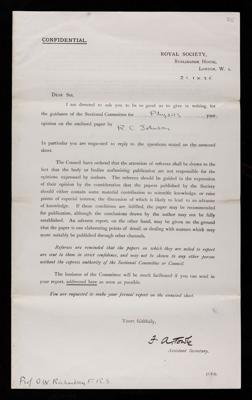 CONFIDENTIAL.
ROYAL SOCIETY,
BURLINGTON HOUSE,
LONDON, W. 1.
DEAR SIR,
I am directed to ask you to be so good as to give in writing, for
the guidance of the Sectional Committee for Physics your
opinion on the enclosed paper by R. C. Johnson
In particular you are requested to reply to the questions stated on the annexed
sheet.
The Council have ordered that the attention of referees shall be drawn to the
fact that the body or bodies authorising publication are not responsible for the
opinions expressed by authors. The referees should be guided in the expression
of their opinion by the consideration that the papers published by the Society
should either contain some material contribution to scientific knowledge, or raise
points of especial interest, the discussion of which is likely to lead to an advance
of knowledge. If these conditions are fulfilled, the paper may be recommended
for publication, although the conclusions drawn by the author may not be fully
established. An adverse report, on the other hand, may be given on the ground
that the paper is one elaborating points of detail, or dealing with matters which may
more suitably be published through other channels.
Referees are reminded that the papers on which they are asked to report
are sent to them in strict confidence, and may not be shown to any other person
without the express authority of the Sectional Committee or Council.
The business of the Committee will be much facilitated if you can send in
your report, addressed here as soon as possible.
You are requested to make your formal report on the annexed sheet.
Yours faithfully,
F. A. Towle
Assistant Secretary.
Prof. O. W. Richardson F.R.S.